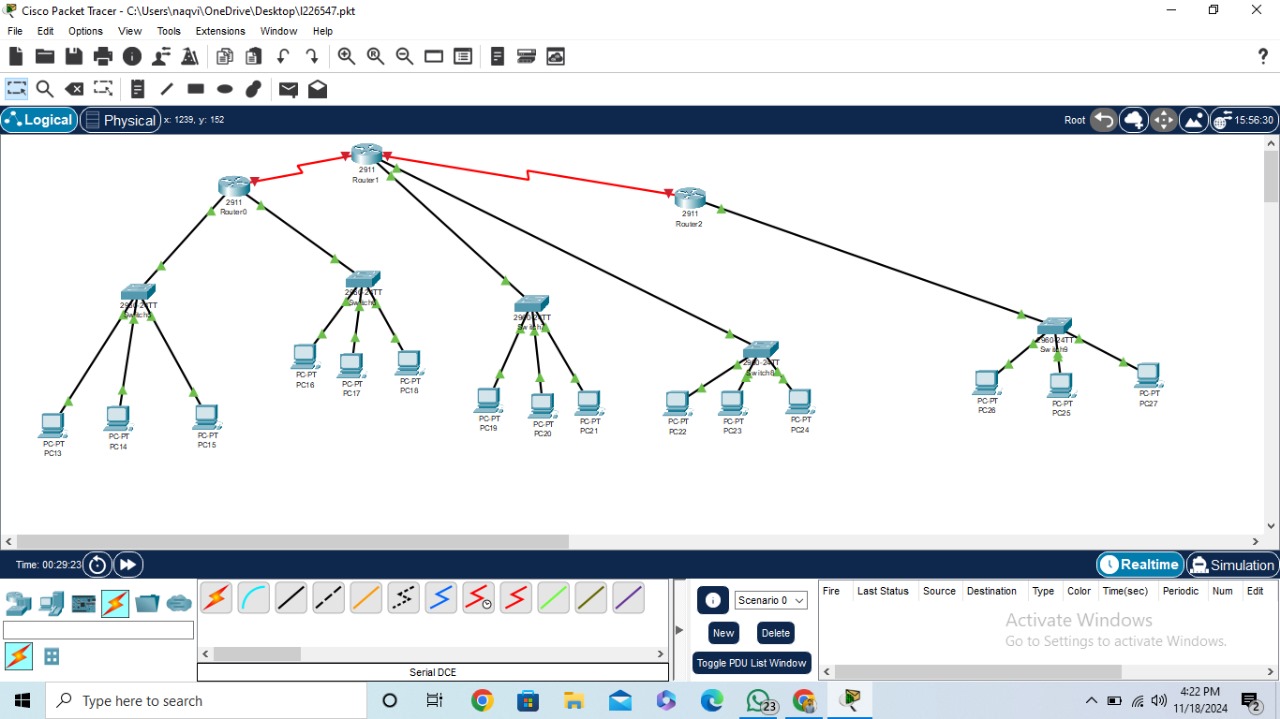 Cisco Packet Tracer - C:\Users\naqvi\OneDrive\Desktop\I226547.pkt
File Edit Options View Tools Extensions Window Help
?
Logical Physical x: 1239, y: 152 Root 15:56:30
2911
Router1
2911
Router0
2911
Router2
2960-24TT
Switch5
2960-24TT
2960-24TT
2960-24TT
Switch8
2960-24TT
Switch9
PC-PT
PC16
PC-PT
PC17
PC-PT
PC18
PC-PT
PC13
PC-PT
PC14
PC-PT
PC15
PC-PT
PC19
PC-PT
PC20
PC-PT
PC21
PC-PT
PC22
PC-PT
PC23
PC-PT
PC24
PC-PT
PC26
PC-PT
PC25
PC-PT
PC27
Time: 00:29:23 Realtime Simulation
Scenario 0
New Delete
Toggle PDU List Window
Fire Last Status Source Destination Type Color Time(sec) Periodic Num Edit
Activate Windows
Go to Settings to activate Windows.
Serial DCE
Type here to search
23
4:22 PM
11/18/2024
2